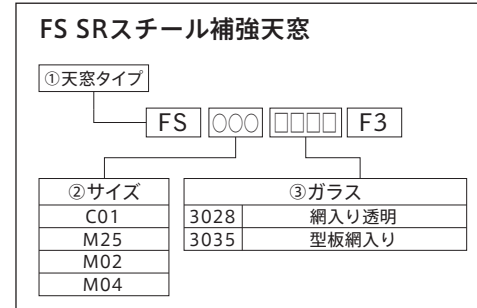 FS SRスチール補強天窓
①天窓タイプ
FS ○○○ □□□□ F3
②サイズ
C01
M25
M02
M04
③ガラス
3028 網入り透明
3035 型板網入り